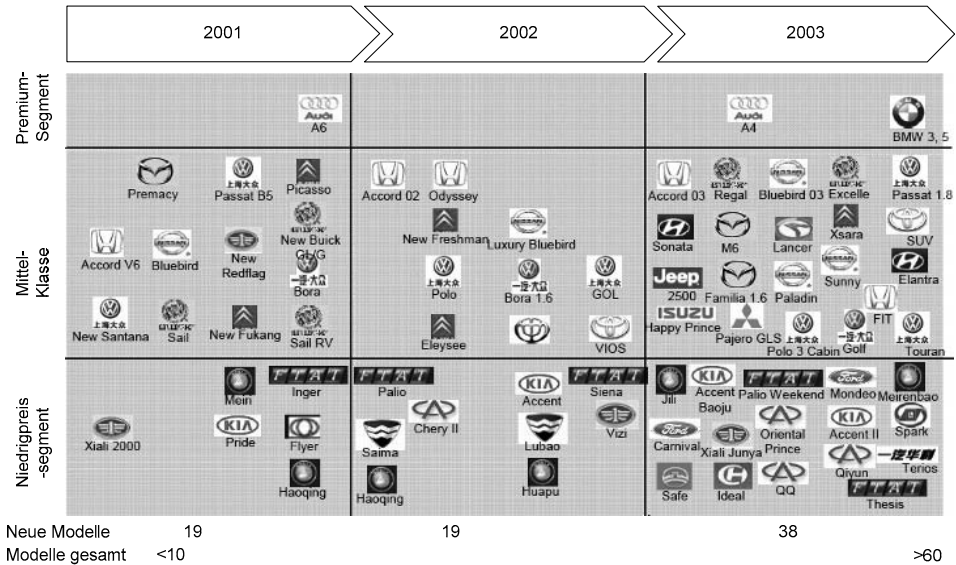 2001
2002
2003
Premium-
Segment
Audi
A6
Audi
A4
BMW 3, 5
Mittel-
Klasse
Premacy
上海大众
Passat B5
Picasso
Accord 02
Odyssey
Accord 03
Regal
Bluebird 03
Excelle
上海大众
Passat 1.8
Accord V6
NISSAN
Bluebird
New
Redflag
New Buick
GL/G
一汽·大众
Bora
New Freshman
NISSAN
Luxury Bluebird
Sonata
M6
Lancer
Xsara
SUV
上海大众
Polo
一汽·大众
Bora 1.6
上海大众
GOL
Jeep
2500
Familia 1.6
NISSAN
Paladin
NISSAN
Sunny
Elantra
上海大众
New Santana
Sail
New Fukang
Sail RV
Eleysee
VIOS
ISUZU
Happy Prince
Pajero GLS
上海大众
Polo 3 Cabin
一汽·大众
Golf
FIT
上海大众
Touran
Niedrigpreis
-segment
Mein
FIAT
Inger
FIAT
Palio
KIA
Accent
FIAT
Siena
Jili
KIA
Accent
Baoju
FIAT
Palio Weekend
Ford
Mondeo
Meirenbao
Xiali 2000
KIA
Pride
Flyer
Saima
Chery II
Lubao
Vizi
Ford
Carnival
Xiali Junya
Oriental
Prince
KIA
Accent II
Spark
Haoqing
Haoqing
Huapu
Safe
Ideal
QQ
Qiyun
一汽华利
Terios
FIAT
Thesis
Neue Modelle 19 19 38
Modelle gesamt <10 >60